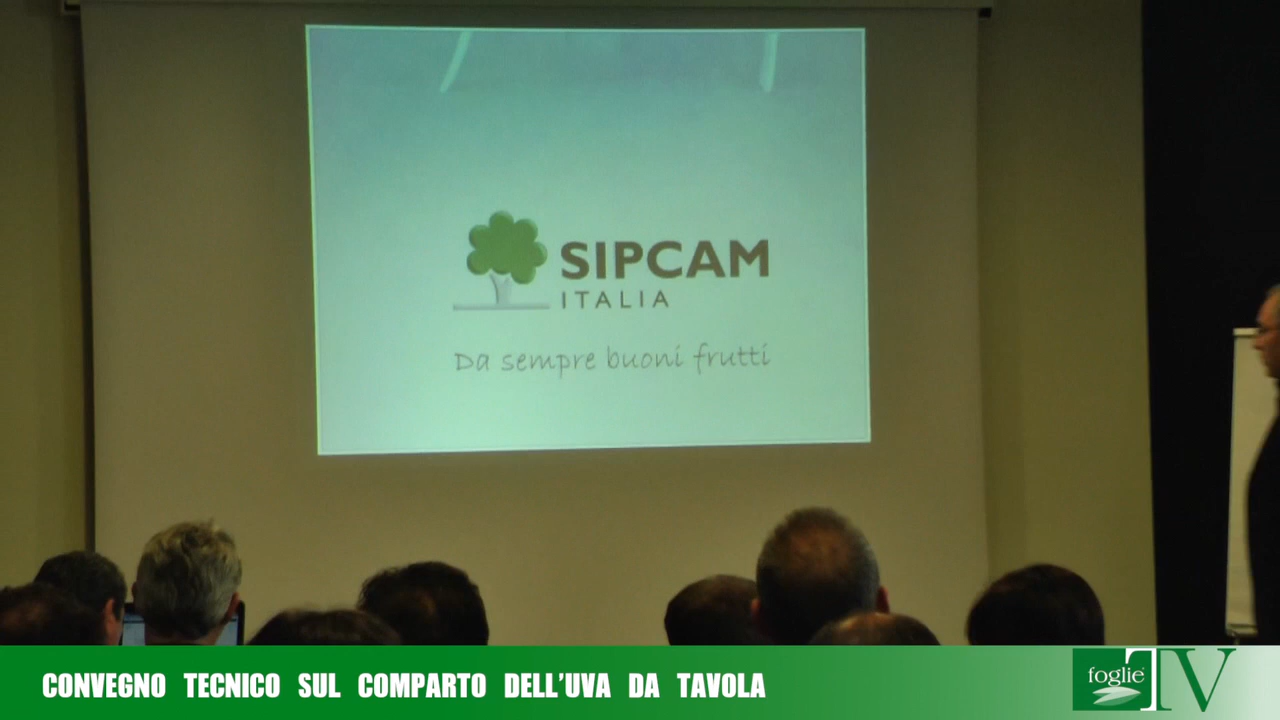 SIPCAM
ITALIA
Da sempre buoni frutti
CONVEGNO TECNICO SUL COMPARTO DELL'UVA DA TAVOLA
foglie TV